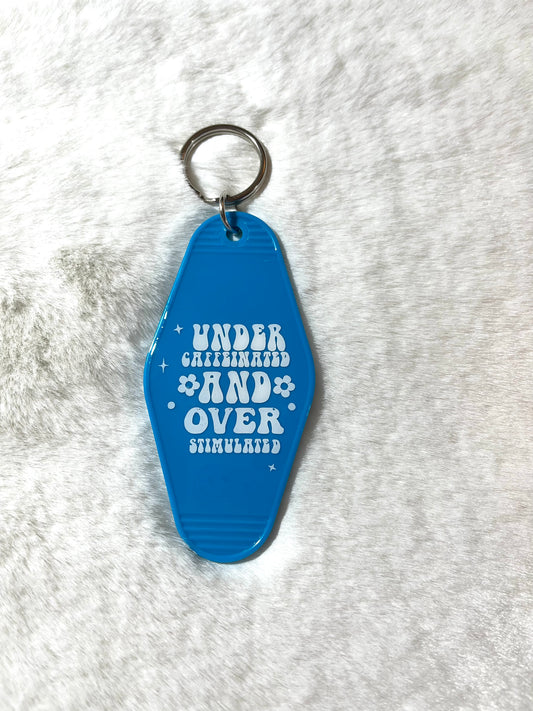 UNDER
CAFFEINATED
AND
OVER
STIMULATED